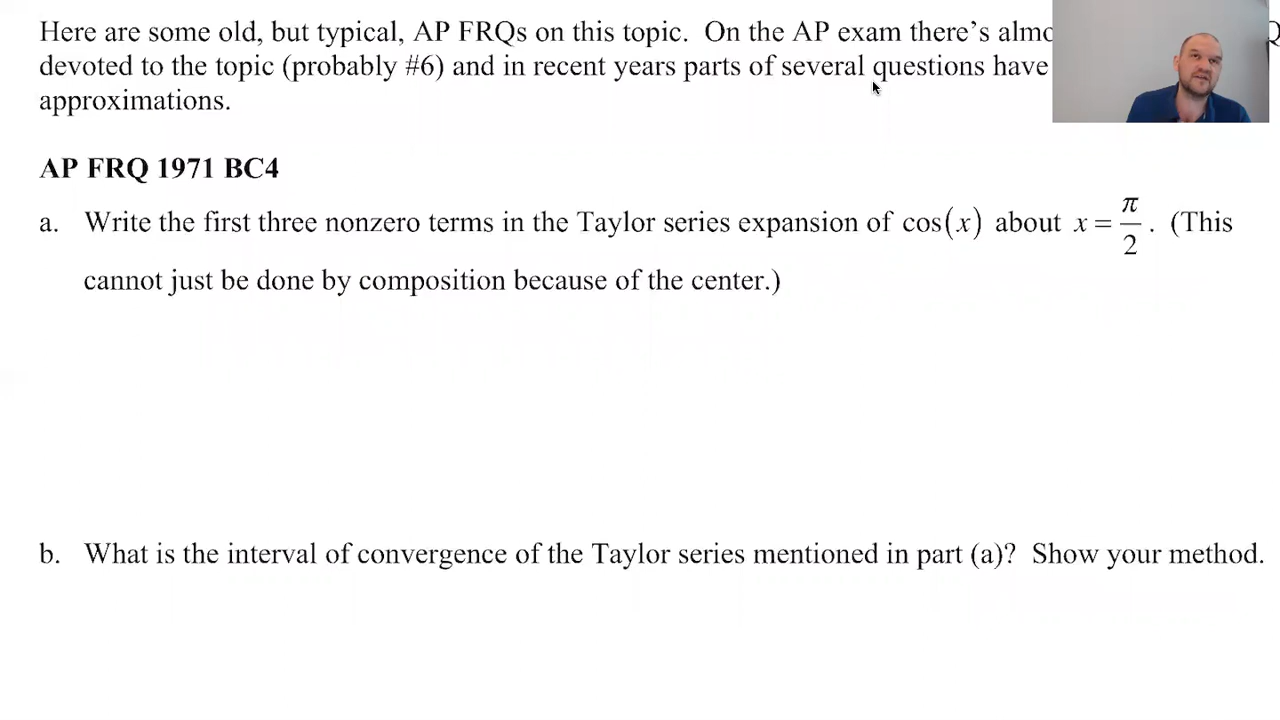 Here are some old, but typical, AP FRQs on this topic. On the AP exam there's
devoted to the topic (probably #6) and in recent years parts of several questions have
approximations.
AP FRQ 1971 BC4
a. Write the first three nonzero terms in the Taylor series expansion of cos(x) about x = π/2. (This
cannot just be done by composition because of the center.)
b. What is the interval of convergence of the Taylor series mentioned in part (a)? Show your method.